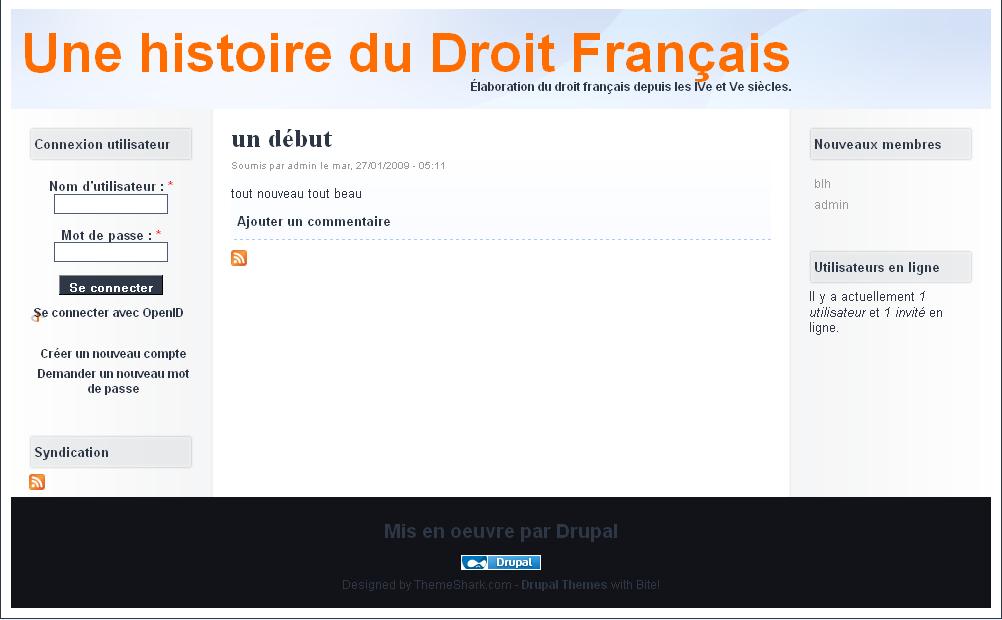 Une histoire du Droit Français
Élaboration du droit français depuis les IVe et Ve siècles.
Connexion utilisateur
Nom d'utilisateur : *
Mot de passe : *
Se connecter
Se connecter avec OpenID
Créer un nouveau compte
Demander un nouveau mot
de passe
Syndication
un début
Soumis par admin le mar, 27/01/2009 - 05:11
tout nouveau tout beau
Ajouter un commentaire
Nouveaux membres
blh
admin
Utilisateurs en ligne
Il y a actuellement 1
utilisateur et 1 invité en
ligne.
Mis en oeuvre par Drupal
Drupal
Designed by ThemeShark.com - Drupal Themes with Bite!